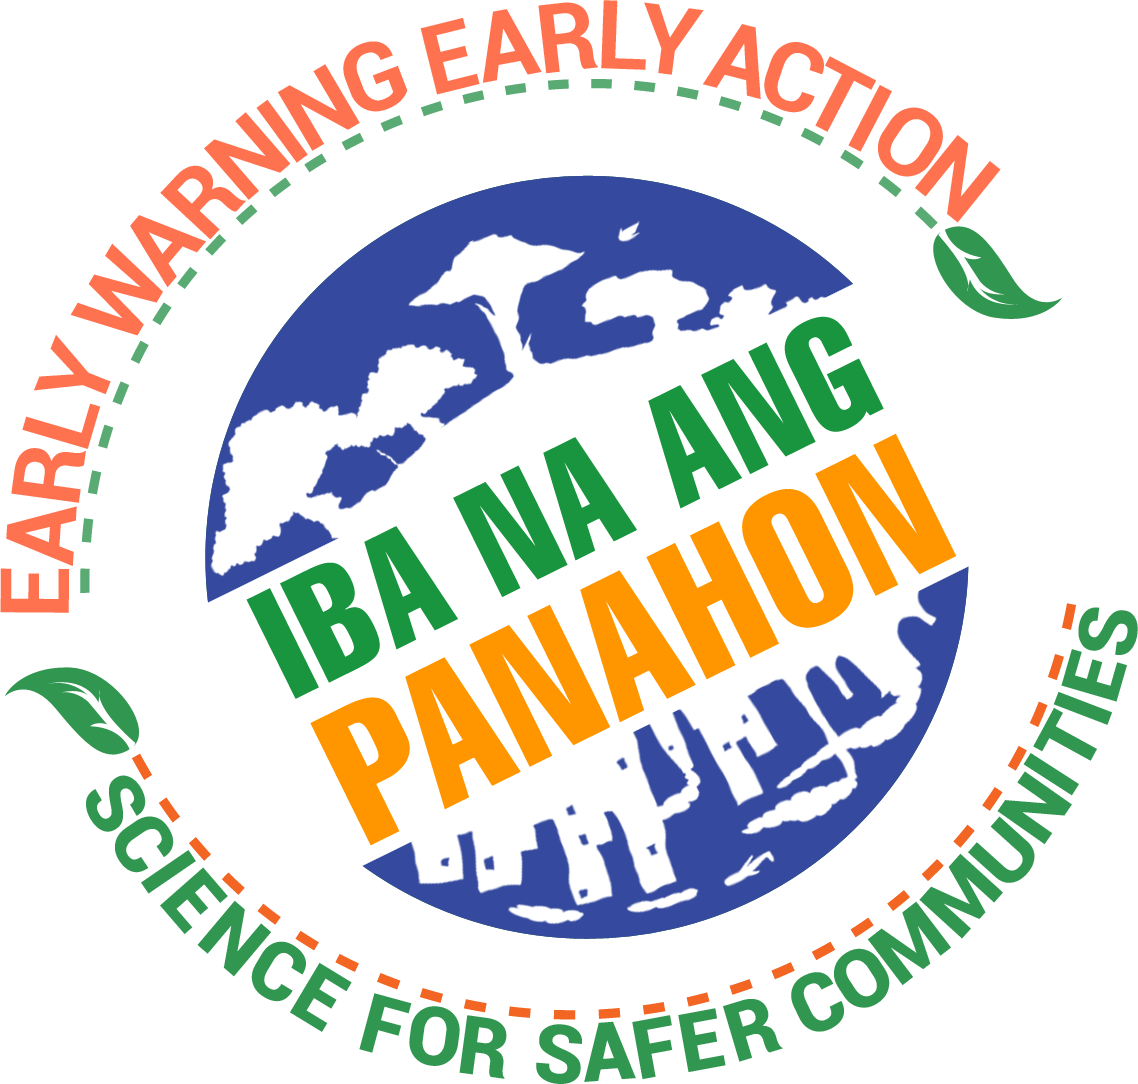 EARLY WARNING EARLY ACTION
IBA NA ANG
PANAHON
SCIENCE FOR SAFER COMMUNITIES